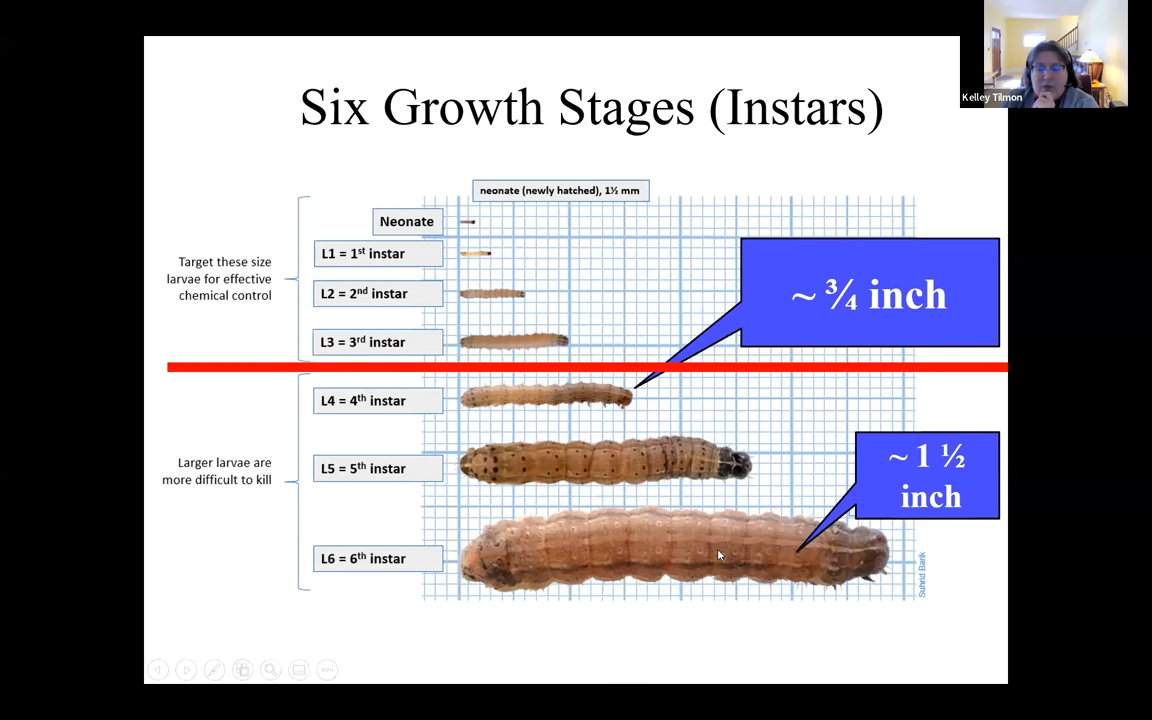 Kelley Tilmon
Six Growth Stages (Instars)
neonate (newly hatched), 1½ mm
Neonate
L1 = 1st instar
Target these size
larvae for effective
chemical control
L2 = 2nd instar
~ ¾ inch
L3 = 3rd instar
L4 = 4th instar
Larger larvae are
more difficult to kill
L5 = 5th instar
~ 1 ½
inch
L6 = 6th instar
Suhrid Barik